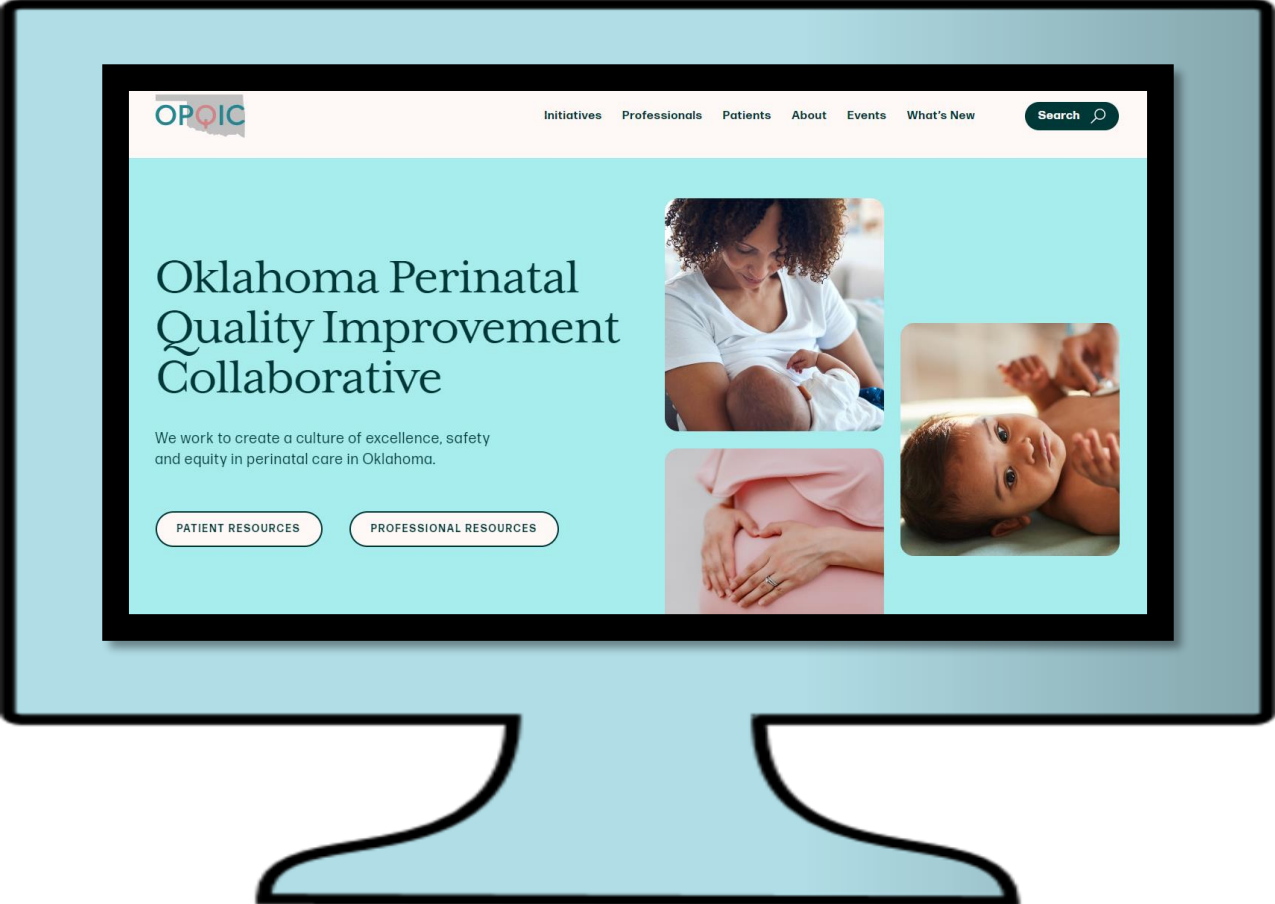 OPQIC
Initiatives Professionals Patients About Events What's New Search
Oklahoma Perinatal
Quality Improvement
Collaborative
We work to create a culture of excellence, safety
and equity in perinatal care in Oklahoma.
PATIENT RESOURCES PROFESSIONAL RESOURCES